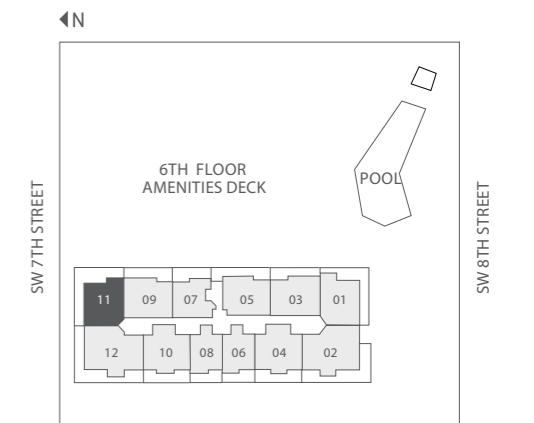 N
6TH FLOOR
AMENITIES DECK
POOL
SW 7TH STREET
SW 8TH STREET
11 09 07 05 03 01
12 10 08 06 04 02